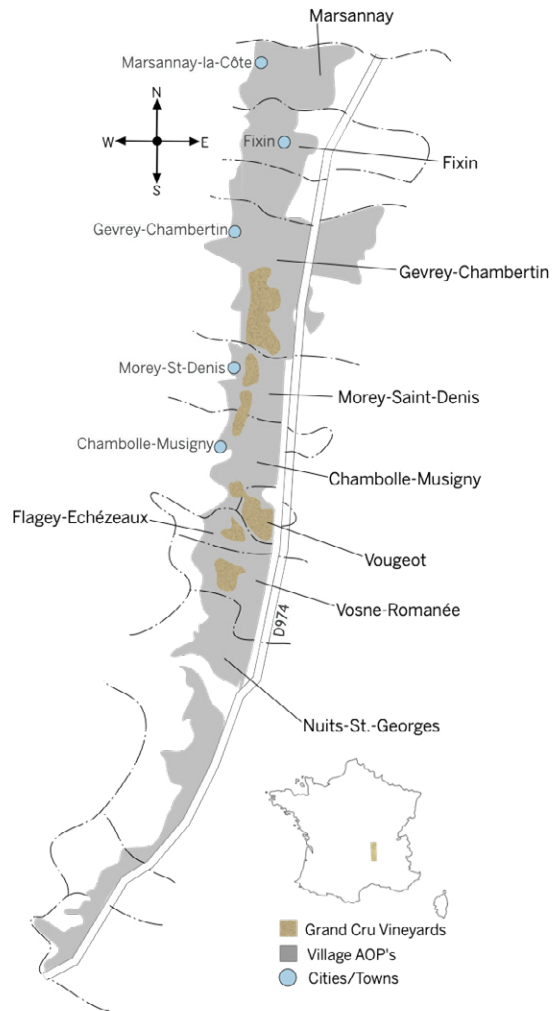 Marsannay
Marsannay-la-Côte
N
W
E
S
Fixin
Fixin
Gevrey-Chambertin
Gevrey-Chambertin
Morey-St-Denis
Morey-Saint-Denis
Chambolle-Musigny
Chambolle-Musigny
Flagey-Echézeaux
Vougeot
Vosne-Romanée
D974
Nuits-St.-Georges
Grand Cru Vineyards
Village AOP's
Cities/Towns